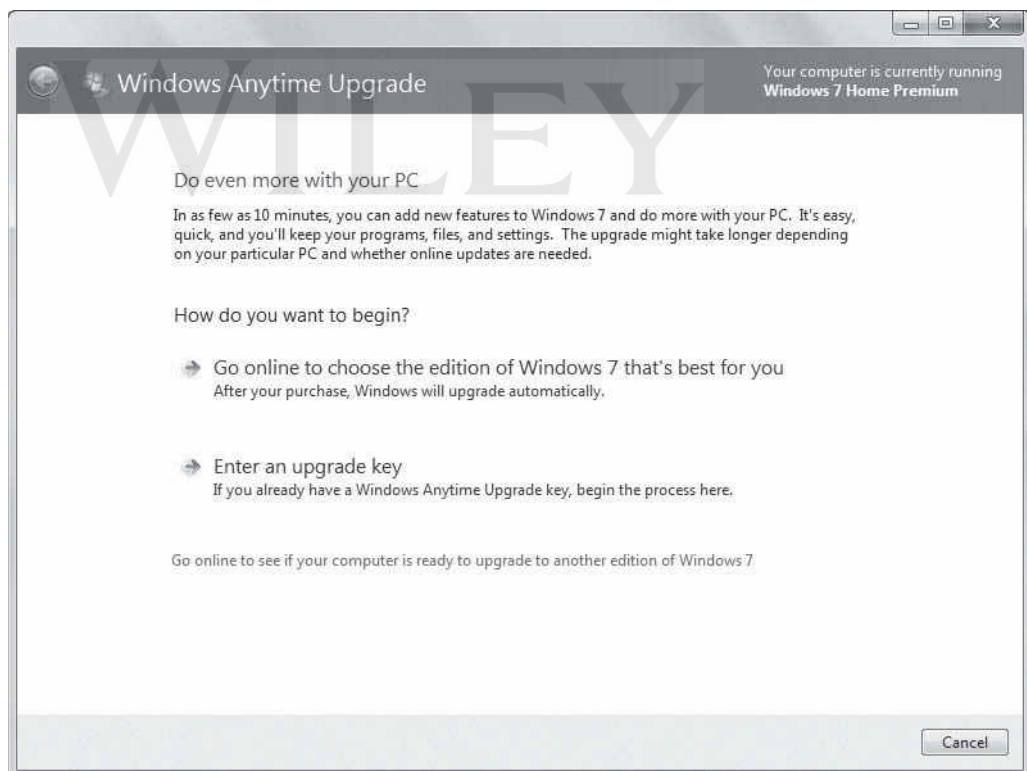 Windows Anytime Upgrade
Your computer is currently running
Windows 7 Home Premium
WILEY
Do even more with your PC
In as few as 10 minutes, you can add new features to Windows 7 and do more with your PC. It's easy,
quick, and you'll keep your programs, files, and settings. The upgrade might take longer depending
on your particular PC and whether online updates are needed.
How do you want to begin?
Go online to choose the edition of Windows 7 that's best for you
After your purchase, Windows will upgrade automatically.
Enter an upgrade key
If you already have a Windows Anytime Upgrade key, begin the process here.
Go online to see if your computer is ready to upgrade to another edition of Windows 7
Cancel